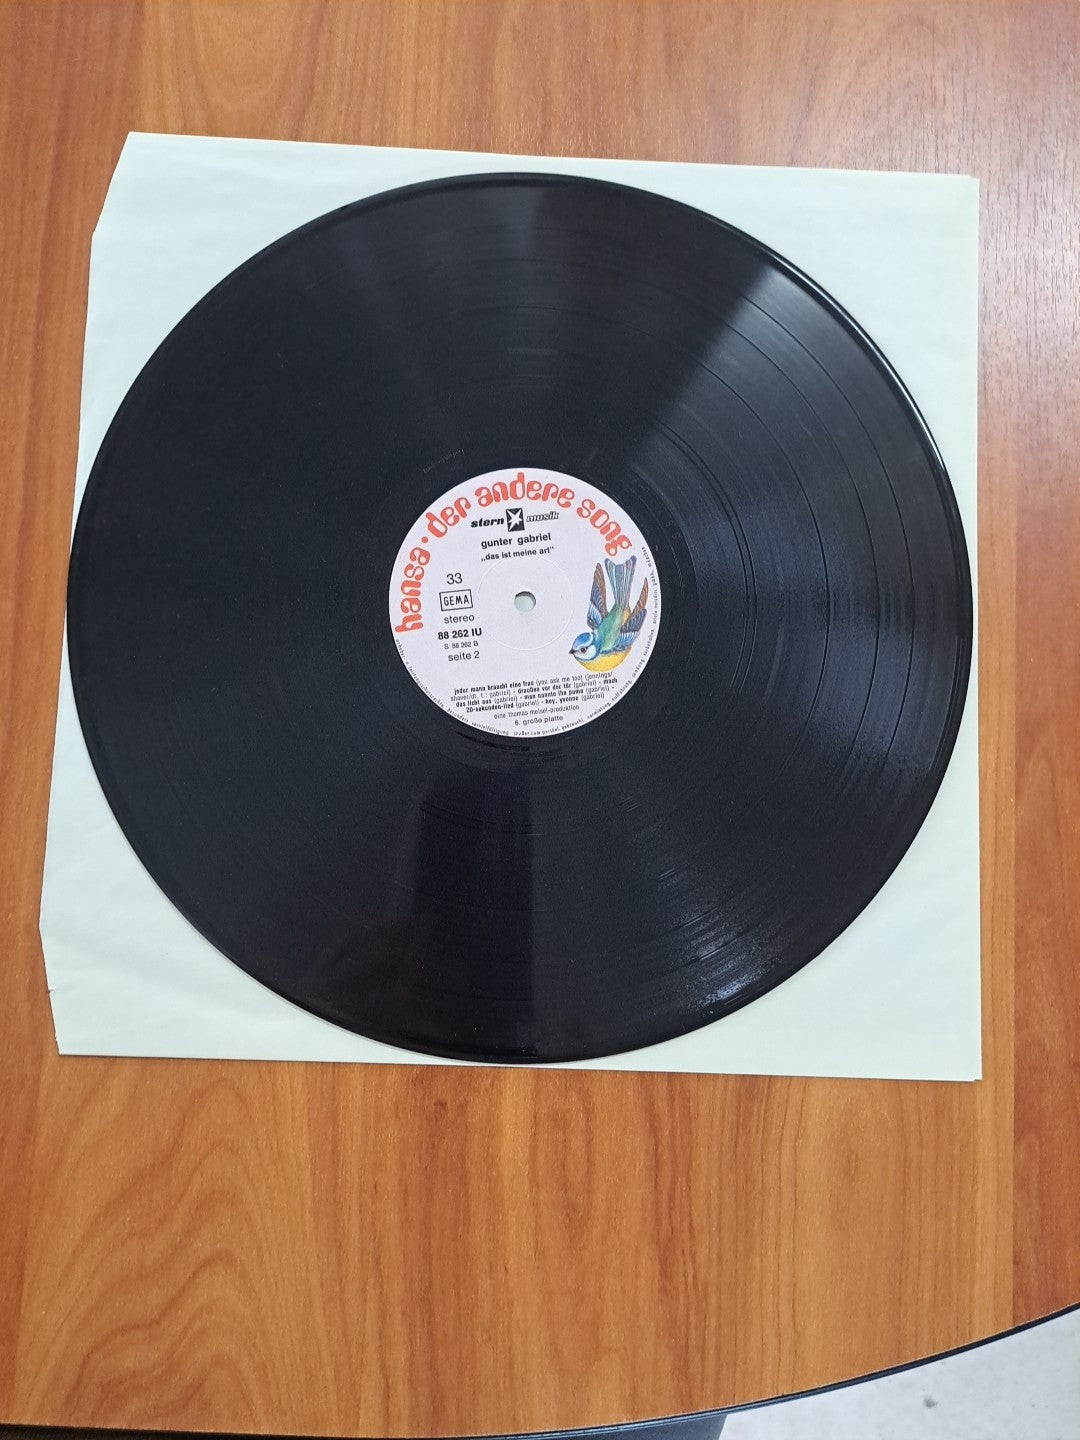 hansa · der andere song
stern musik
gunter gabriel
„das ist meine art“
33
GEMA
stereo
88 262 IU
S 88 262 B
seite 2
jeder mann braucht eine frau (you ask me too) (jennings/
shaver/dt. t.: gabriel) · draußen vor der tür (gabriel) · mach
das licht aus (gabriel) · man nannte ihn puma (gabriel) ·
20-sekunden-lied (gabriel) · hey, yvonne (gabriel)
eine thomas meisel-produktion
6. große platte